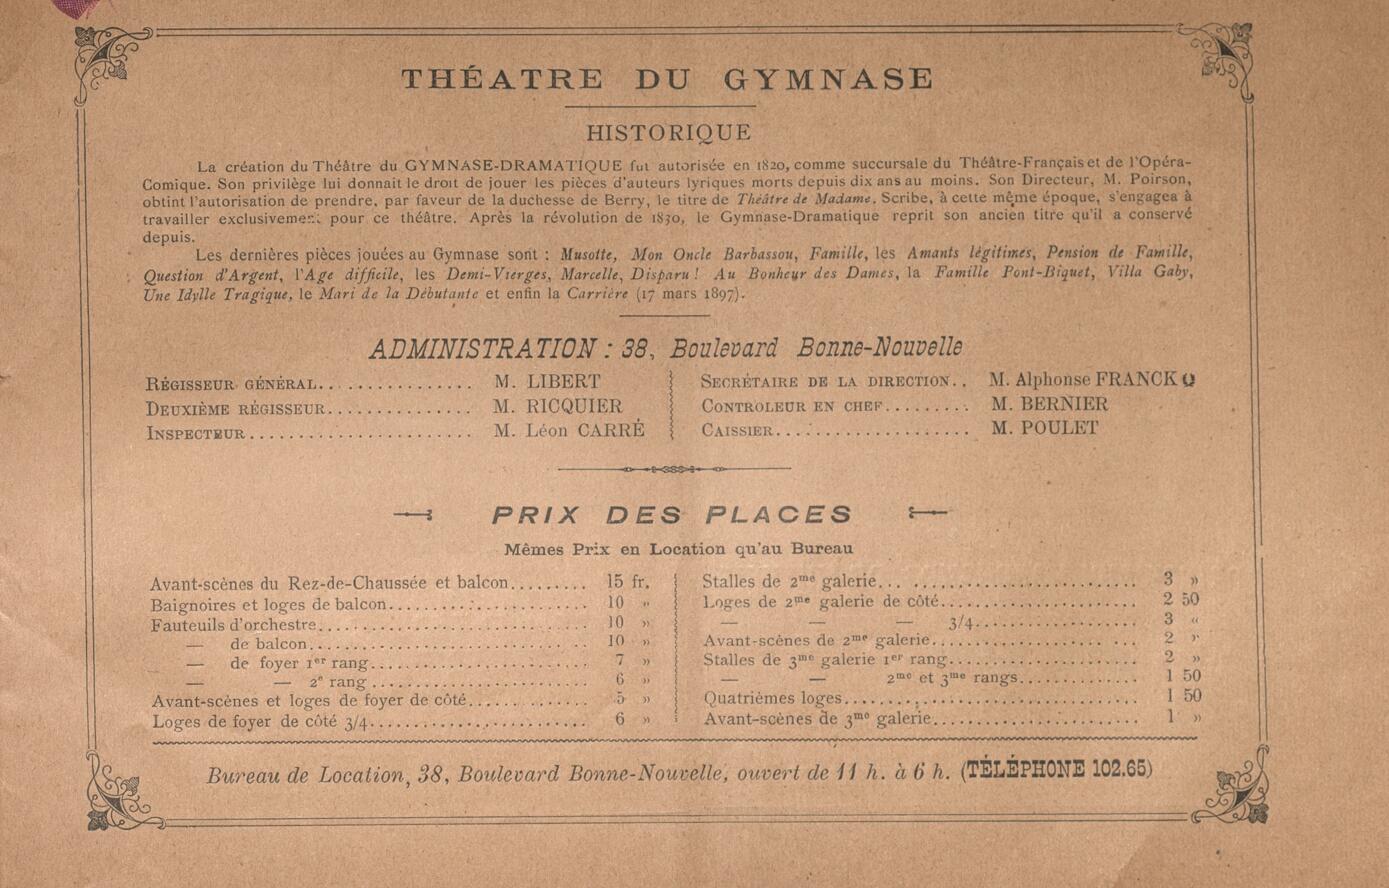 THÉATRE DU GYMNASE
HISTORIQUE
La création du Théâtre du GYMNASE-DRAMATIQUE fut autorisée en 1820, comme succursale du Théâtre-Français et de l'Opéra-
Comique. Son privilège lui donnait le droit de jouer les pièces d'auteurs lyriques morts depuis dix ans au moins. Son Directeur, M. Poirson,
obtint l'autorisation de prendre, par faveur de la duchesse de Berry, le titre de Théâtre de Madame. Scribe, à cette même époque, s'engagea à
travailler exclusivement pour ce théâtre. Après la révolution de 1830, le Gymnase-Dramatique reprit son ancien titre qu'il a conservé
depuis.
Les dernières pièces jouées au Gymnase sont : Musotte, Mon Oncle Barbassou, Famille, les Amants légitimes, Pension de Famille,
Question d'Argent, l'Age difficile, les Demi-Vierges, Marcelle, Disparu ! Au Bonheur des Dames, la Famille Pont-Biquet, Villa Gaby,
Une Idylle Tragique, le Mari de la Débutante et enfin la Carrière (17 mars 1897).
ADMINISTRATION : 38, Boulevard Bonne-Nouvelle
RÉGISSEUR GÉNÉRAL............... M. LIBERT
DEUXIÈME RÉGISSEUR............... M. RICQUIER
INSPECTEUR....................... M. Léon CARRÉ
SECRÉTAIRE DE LA DIRECTION.. M. Alphonse FRANCK
CONTROLEUR EN CHEF......... M. BERNIER
CAISSIER.................... M. POULET
PRIX DES PLACES
Mêmes Prix en Location qu'au Bureau
Avant-scènes du Rez-de-Chaussée et balcon......... 15 fr.
Baignoires et loges de balcon....................... 10 »
Fauteuils d'orchestre............................... 10 »
— de balcon............................ 10 »
— de foyer 1er rang........................ 7 »
— — 2e rang........................ 6 »
Avant-scènes et loges de foyer de côté............. 5 »
Loges de foyer de côté 3/4......................... 6 »
Stalles de 2me galerie... ........................ 3 »
Loges de 2me galerie de côté..................... 2 50
— — — 3/4................. 3 «
Avant-scènes de 2me galerie...................... 2 »
Stalles de 3me galerie 1er rang.................... 2 »
— — 2me et 3me rangs............. 1 50
Quatrièmes loges................................. 1 50
Avant-scènes de 3me galerie...................... 1 »
Bureau de Location, 38, Boulevard Bonne-Nouvelle, ouvert de 11 h. à 6 h. (TÉLÉPHONE 102.65)